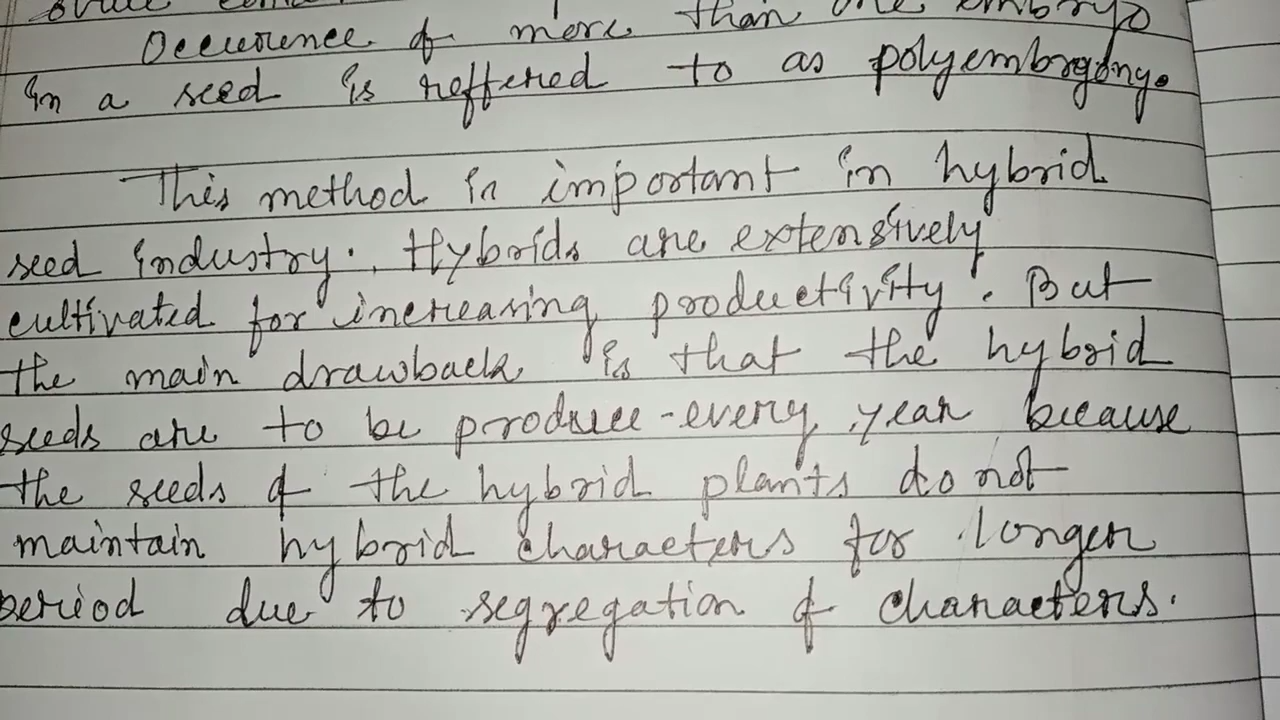 Occurence of more than one embryo
in a seed is reffered to as polyembryony.
This method is important in hybrid
seed industry. Hybrids are extensively
cultivated for increasing productivity. But
the main drawback is that the hybrid
seeds are to be produce-every year because
the seeds of the hybrid plants do not
maintain hybrid characters for longer
period due to segregation of characters.